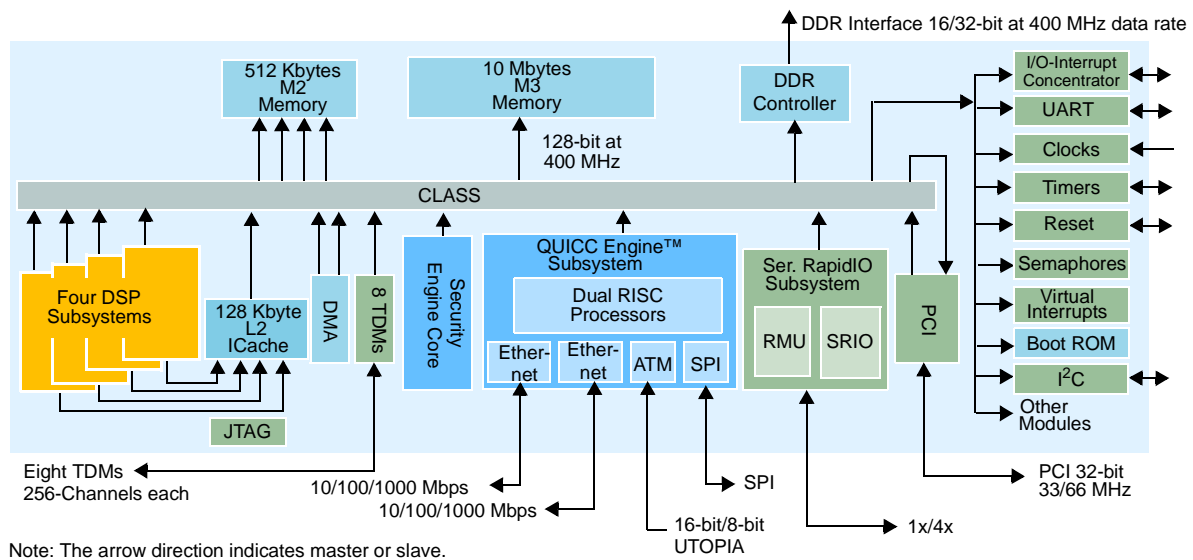 DDR Interface 16/32-bit at 400 MHz data rate
512 Kbytes
M2
Memory
10 Mbytes
M3
Memory
DDR
Controller
I/O-Interrupt
Concentrator
UART
Clocks
Timers
Reset
Semaphores
Virtual
Interrupts
Boot ROM
I²C
Other
Modules
128-bit at
400 MHz
CLASS
Four DSP
Subsystems
128 Kbyte
L2
ICache
DMA
8 TDMs
Security
Engine Core
QUICC Engine™
Subsystem
Dual RISC
Processors
Ether-
net
Ether-
net
ATM
SPI
Ser. RapidIO
Subsystem
RMU
SRIO
PCI
JTAG
Eight TDMs
256-Channels each
10/100/1000 Mbps
10/100/1000 Mbps
SPI
16-bit/8-bit
UTOPIA
1x/4x
PCI 32-bit
33/66 MHz
Note: The arrow direction indicates master or slave.